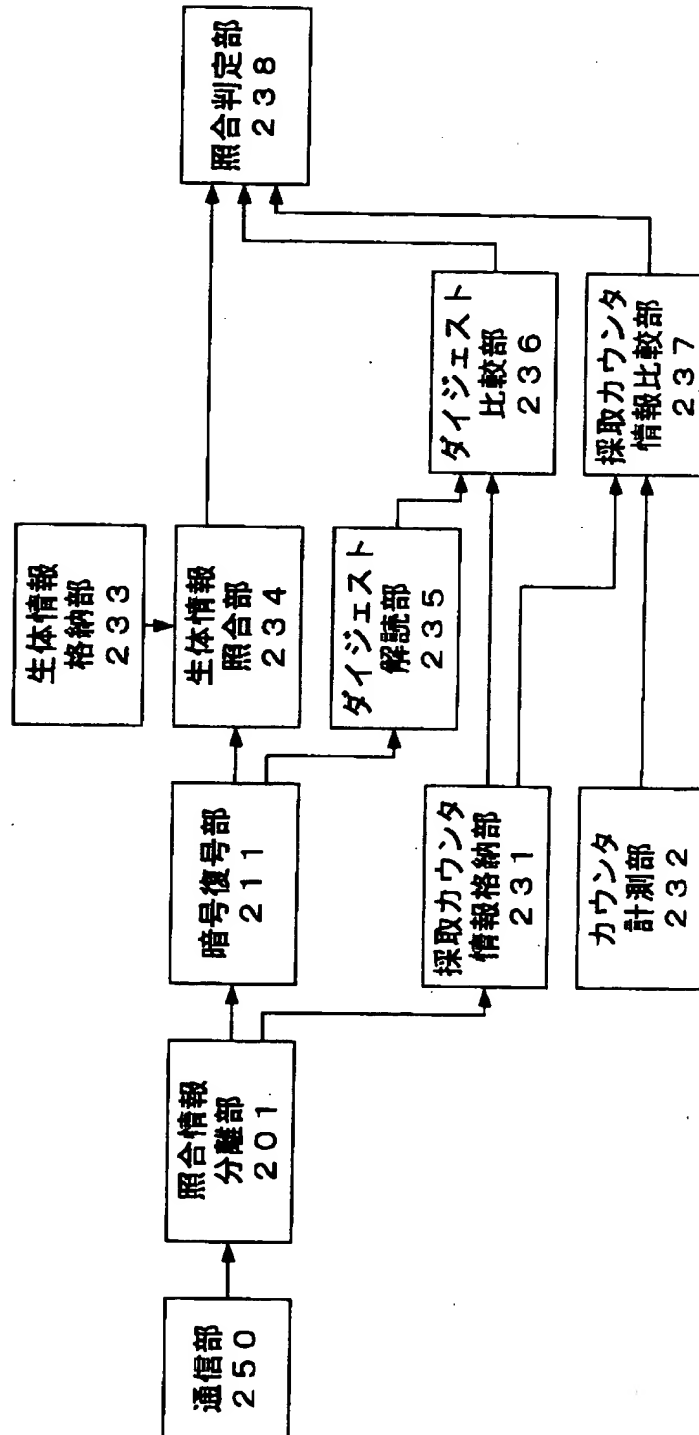 通信部
250
照合情報
分離部
201
暗号復号部
211
採取カウンタ
情報格納部
231
カウンタ
計測部
232
生体情報
格納部
233
生体情報
照合部
234
ダイジェスト
解読部
235
ダイジェスト
比較部
236
採取カウンタ
情報比較部
237
照合判定部
238